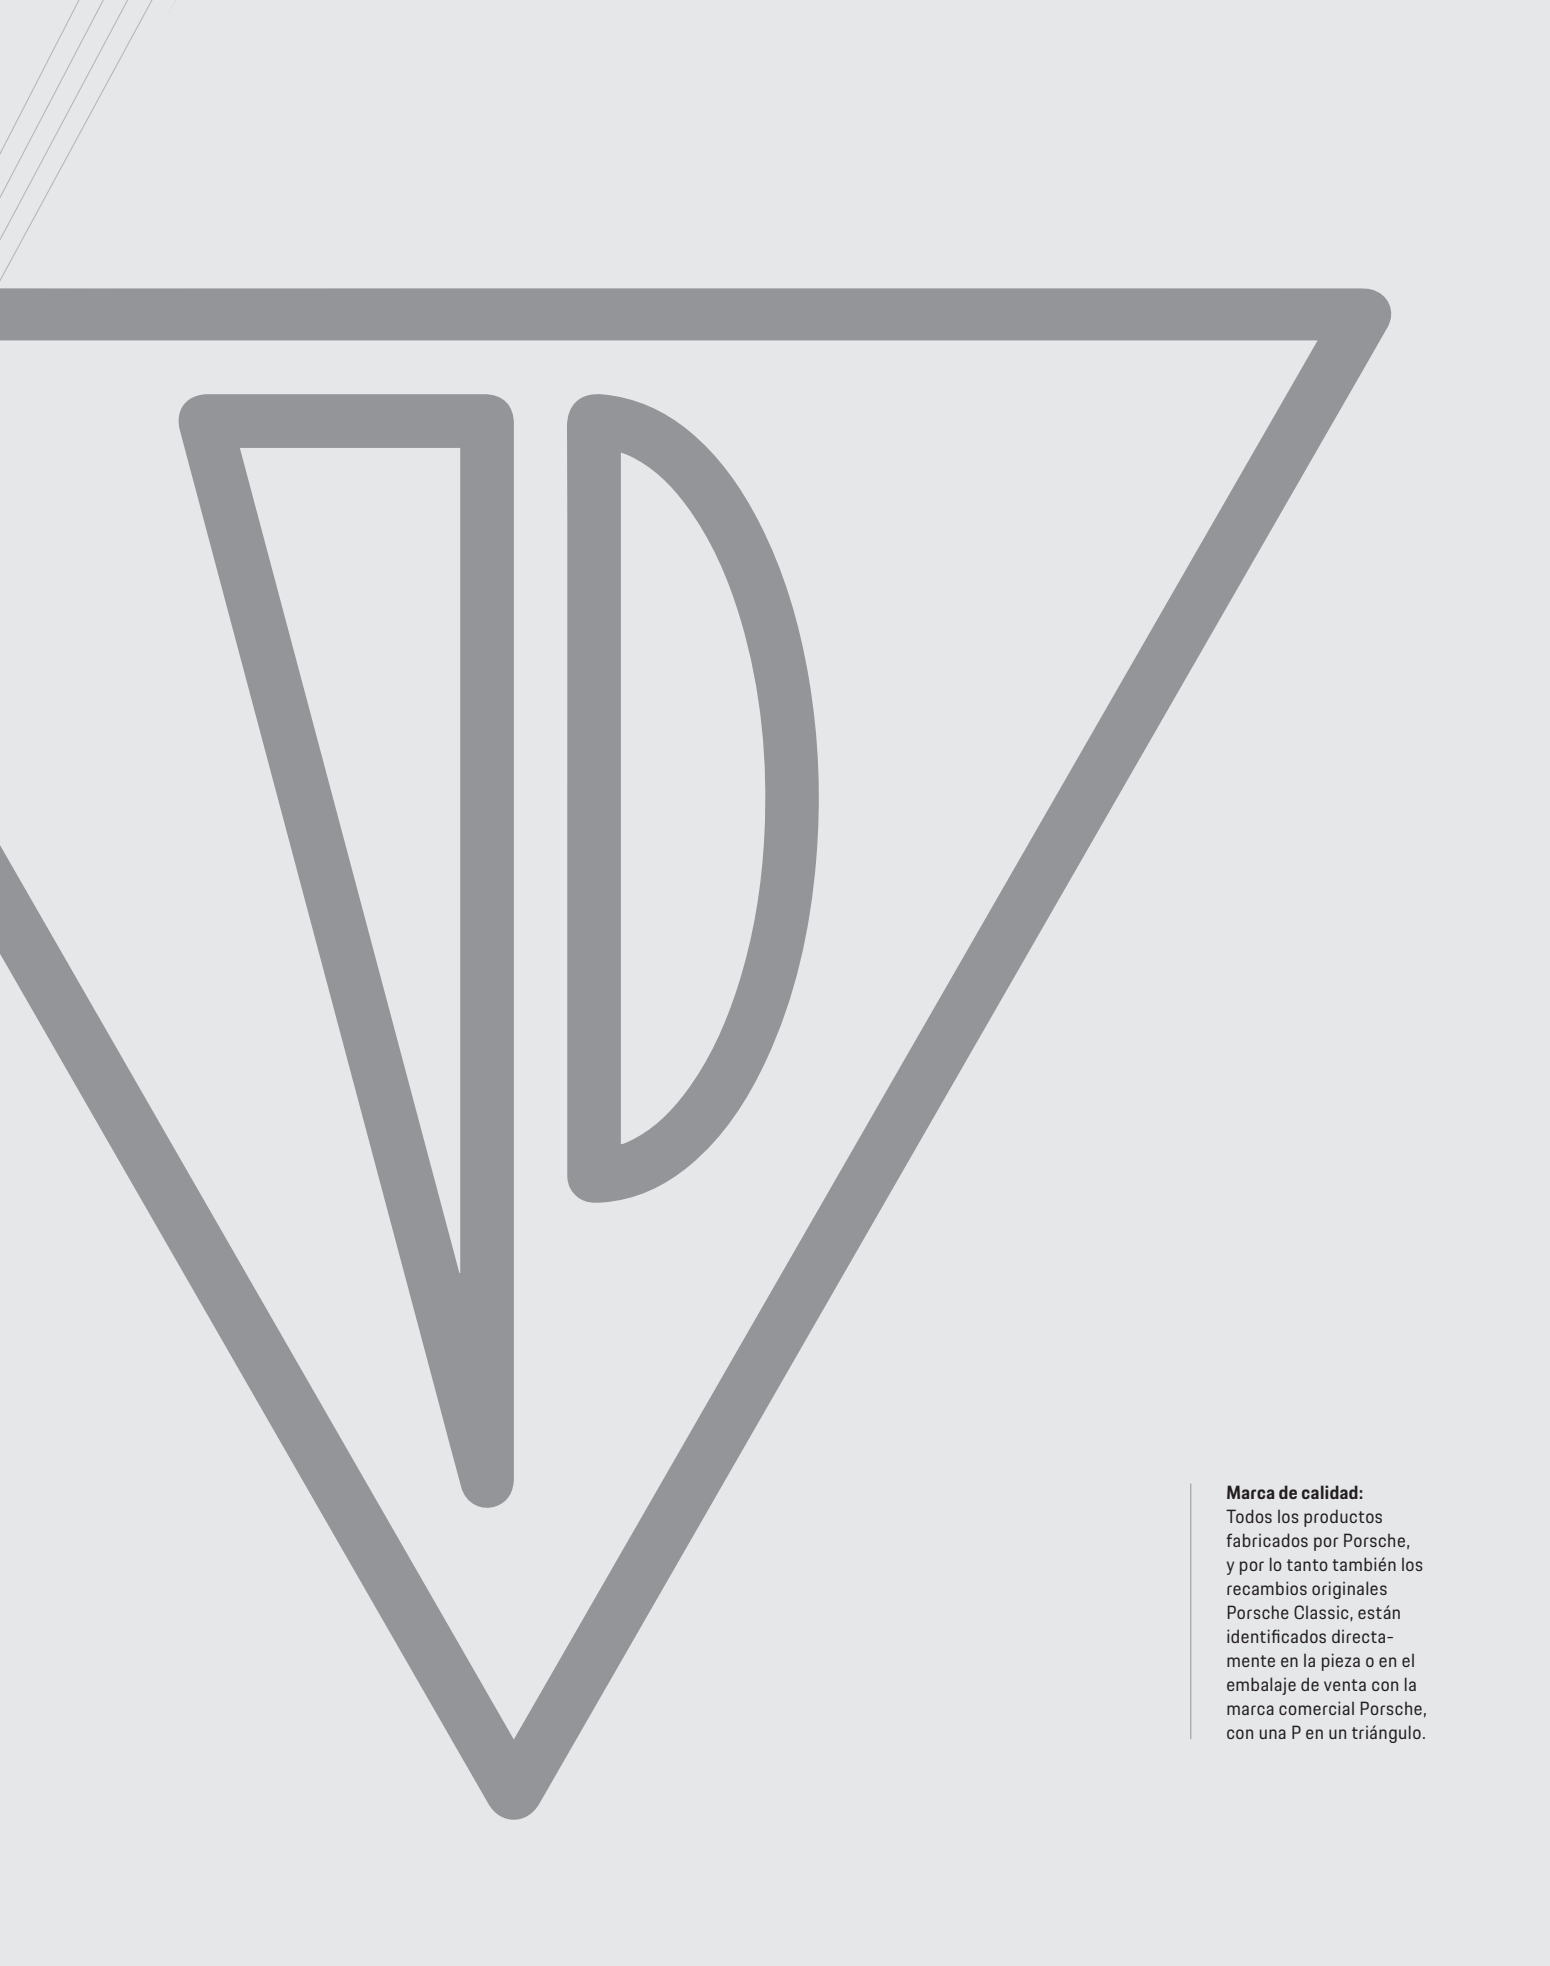 Marca de calidad:
Todos los productos
fabricados por Porsche,
y por lo tanto también los
recambios originales
Porsche Classic, están
identificados directa-
mente en la pieza o en el
embalaje de venta con la
marca comercial Porsche,
con una P en un triángulo.